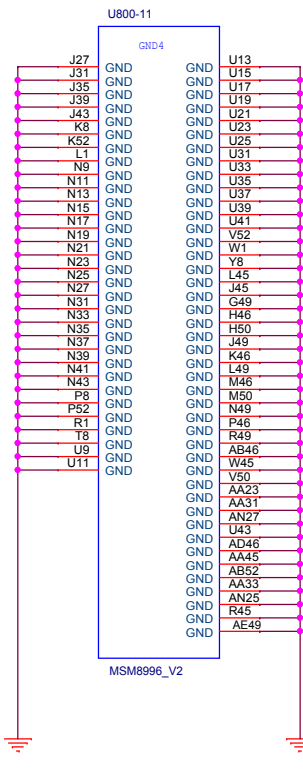 U800-11
GND4
J27 GND GND U13
J31 GND GND U15
J35 GND GND U17
J39 GND GND U19
J43 GND GND U21
K8 GND GND U23
K52 GND GND U25
L1 GND GND U31
N9 GND GND U33
N11 GND GND U35
N13 GND GND U37
N15 GND GND U39
N17 GND GND U41
N19 GND GND V52
N21 GND GND W1
N23 GND GND Y8
N25 GND GND L45
N27 GND GND J45
N31 GND GND G49
N33 GND GND H46
N35 GND GND H50
N37 GND GND J49
N39 GND GND K46
N41 GND GND L49
N43 GND GND M46
P8 GND GND M50
P52 GND GND N49
R1 GND GND P46
T8 GND GND R49
U9 GND GND AB46
U11 GND GND W45
GND V50
GND AA23
GND AA31
GND AN27
GND U43
GND AD46
GND AA45
GND AB52
GND AA33
GND AN25
GND R45
GND AE49
MSM8996_V2